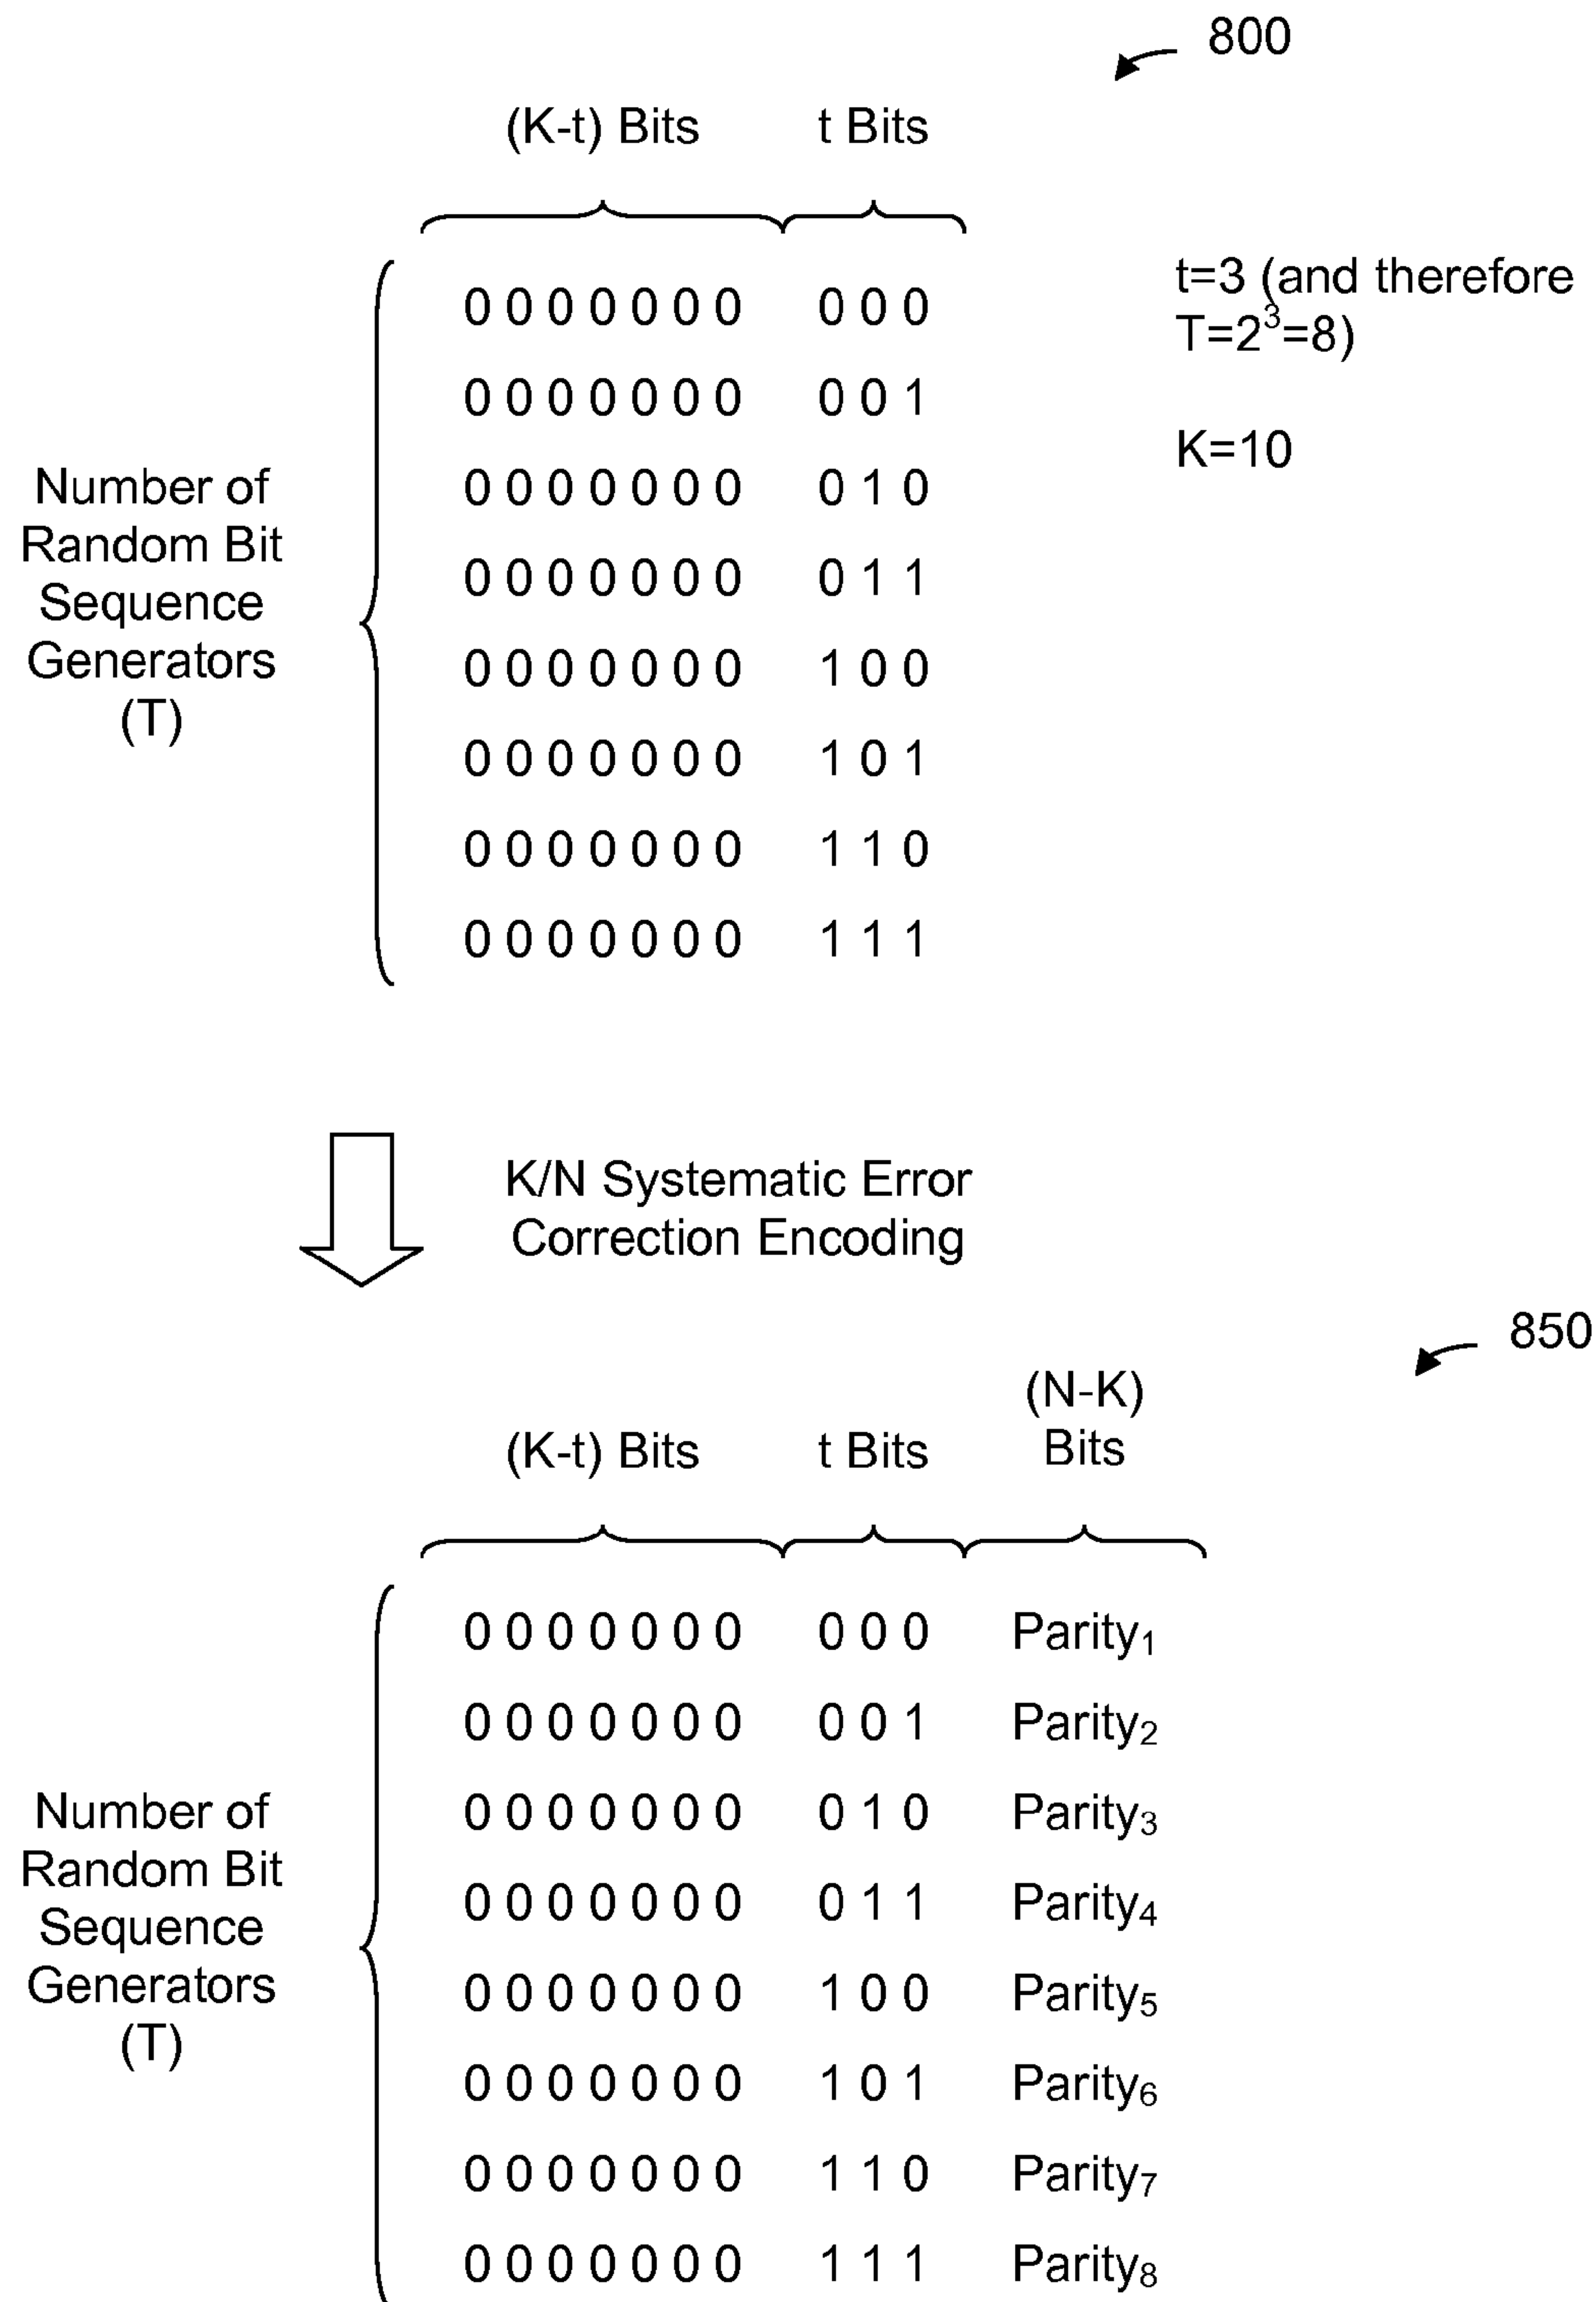 800
(K-t) Bits t Bits
t=3 (and therefore
T=2³=8)
K=10
Number of
Random Bit
Sequence
Generators
(T)
0 0 0 0 0 0 0 0 0 0
0 0 0 0 0 0 0 0 0 1
0 0 0 0 0 0 0 0 1 0
0 0 0 0 0 0 0 0 1 1
0 0 0 0 0 0 0 1 0 0
0 0 0 0 0 0 0 1 0 1
0 0 0 0 0 0 0 1 1 0
0 0 0 0 0 0 0 1 1 1
K/N Systematic Error
Correction Encoding
850
(K-t) Bits t Bits (N-K)
Bits
Number of
Random Bit
Sequence
Generators
(T)
0 0 0 0 0 0 0 0 0 0 Parity₁
0 0 0 0 0 0 0 0 0 1 Parity₂
0 0 0 0 0 0 0 0 1 0 Parity₃
0 0 0 0 0 0 0 0 1 1 Parity₄
0 0 0 0 0 0 0 1 0 0 Parity₅
0 0 0 0 0 0 0 1 0 1 Parity₆
0 0 0 0 0 0 0 1 1 0 Parity₇
0 0 0 0 0 0 0 1 1 1 Parity₈